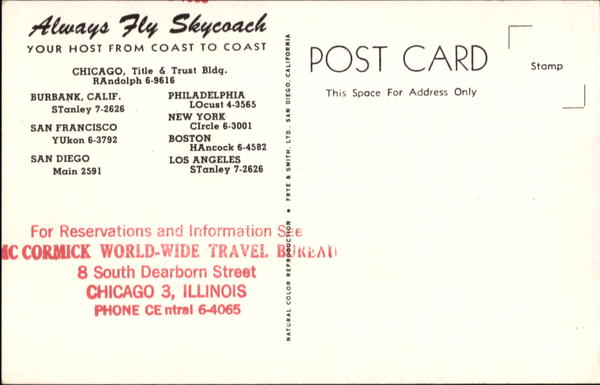 Always Fly Skycoach
YOUR HOST FROM COAST TO COAST
CHICAGO, Title & Trust Bldg.
RAndolph 6-9616
BURBANK, CALIF.
STanley 7-2626
SAN FRANCISCO
YUkon 6-3792
SAN DIEGO
Main 2591
PHILADELPHIA
LOcust 4-3565
NEW YORK
CIrcle 6-3001
BOSTON
HAncock 6-4582
LOS ANGELES
STanley 7-2626
For Reservations and Information See
MC CORMICK WORLD-WIDE TRAVEL BUREAU
8 South Dearborn Street
CHICAGO 3, ILLINOIS
PHONE CEntral 6-4065
NATURAL COLOR REPRODUCTION • FRYE & SMITH, LTD. SAN DIEGO, CALIFORNIA
POST CARD
This Space For Address Only
Stamp